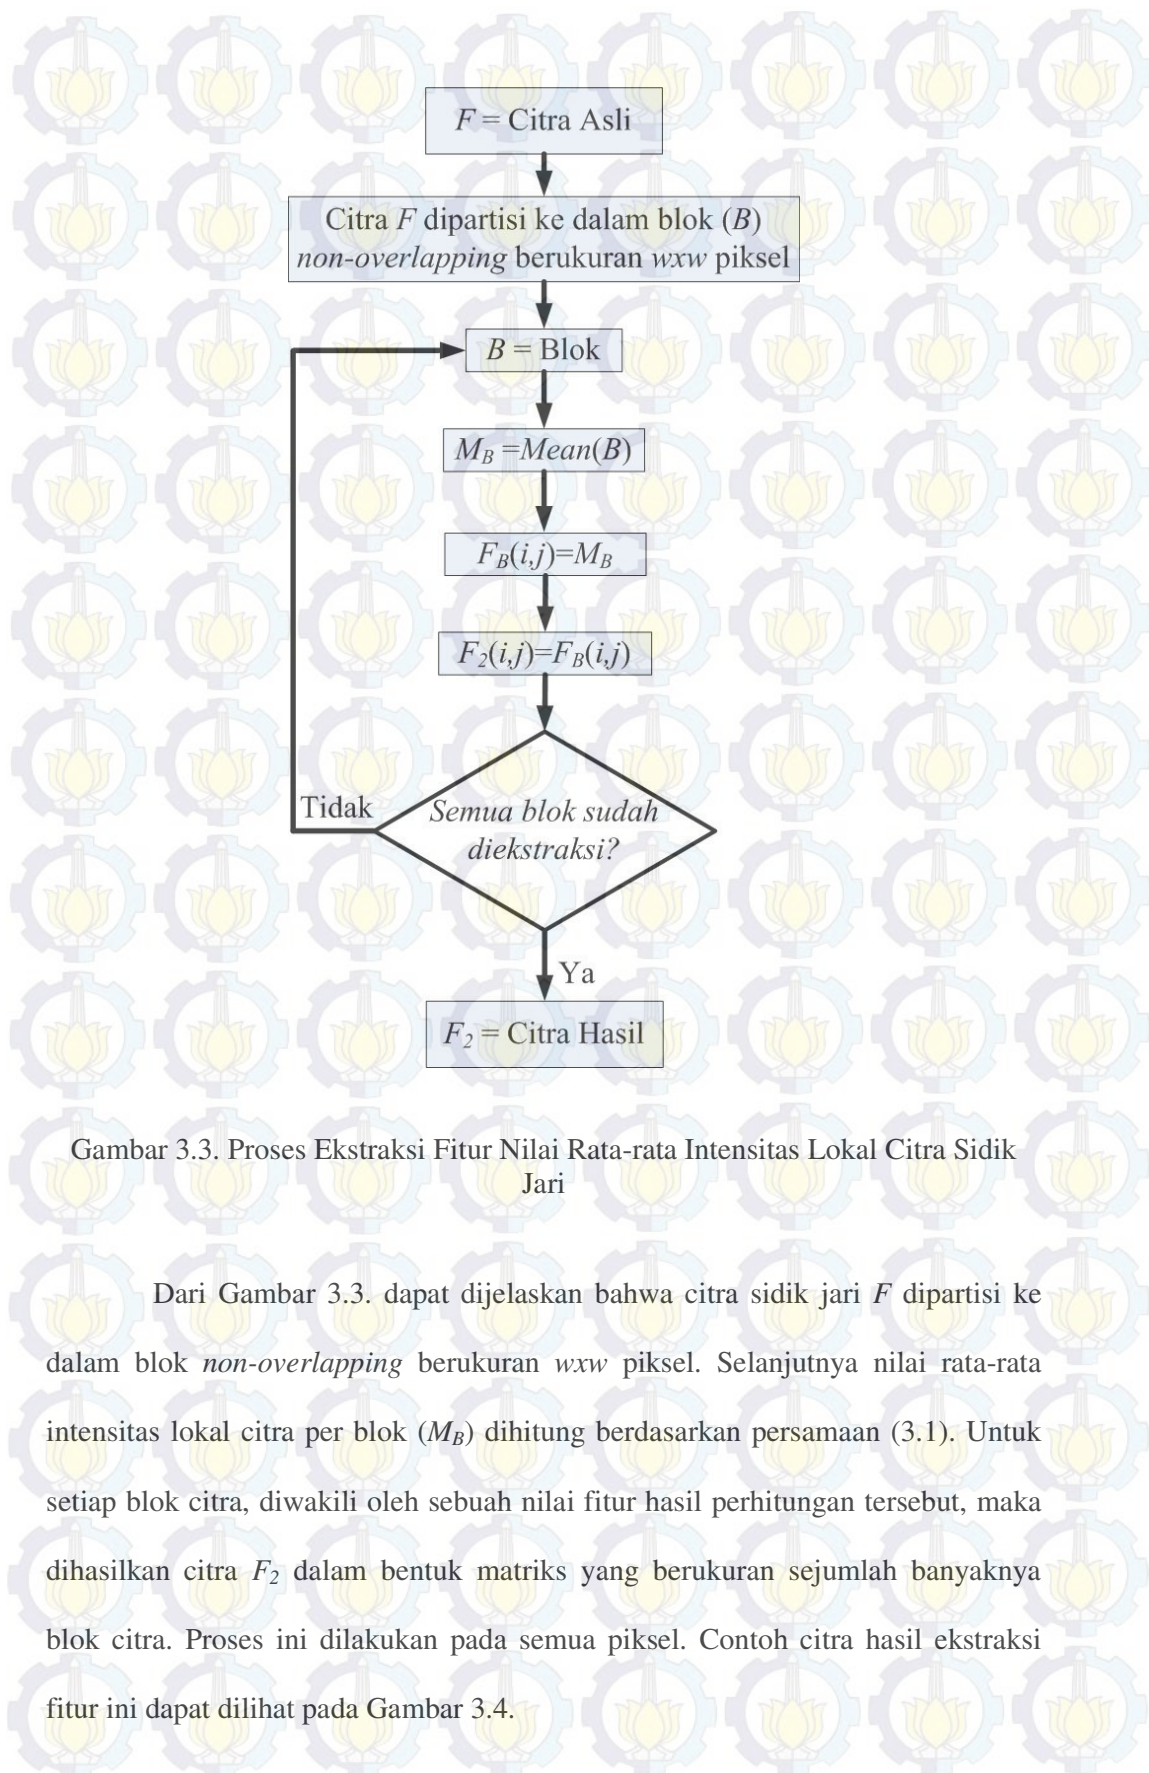 F = Citra Asli
Citra F dipartisi ke dalam blok (B)
non-overlapping berukuran wxw piksel
B = Blok
M_B =Mean(B)
F_B(i,j)=M_B
F_2(i,j)=F_B(i,j)
Tidak
Semua blok sudah
diekstraksi?
Ya
F_2 = Citra Hasil
Gambar 3.3. Proses Ekstraksi Fitur Nilai Rata-rata Intensitas Lokal Citra Sidik
Jari
Dari Gambar 3.3. dapat dijelaskan bahwa citra sidik jari F dipartisi ke
dalam blok non-overlapping berukuran wxw piksel. Selanjutnya nilai rata-rata
intensitas lokal citra per blok (M_B) dihitung berdasarkan persamaan (3.1). Untuk
setiap blok citra, diwakili oleh sebuah nilai fitur hasil perhitungan tersebut, maka
dihasilkan citra F_2 dalam bentuk matriks yang berukuran sejumlah banyaknya
blok citra. Proses ini dilakukan pada semua piksel. Contoh citra hasil ekstraksi
fitur ini dapat dilihat pada Gambar 3.4.